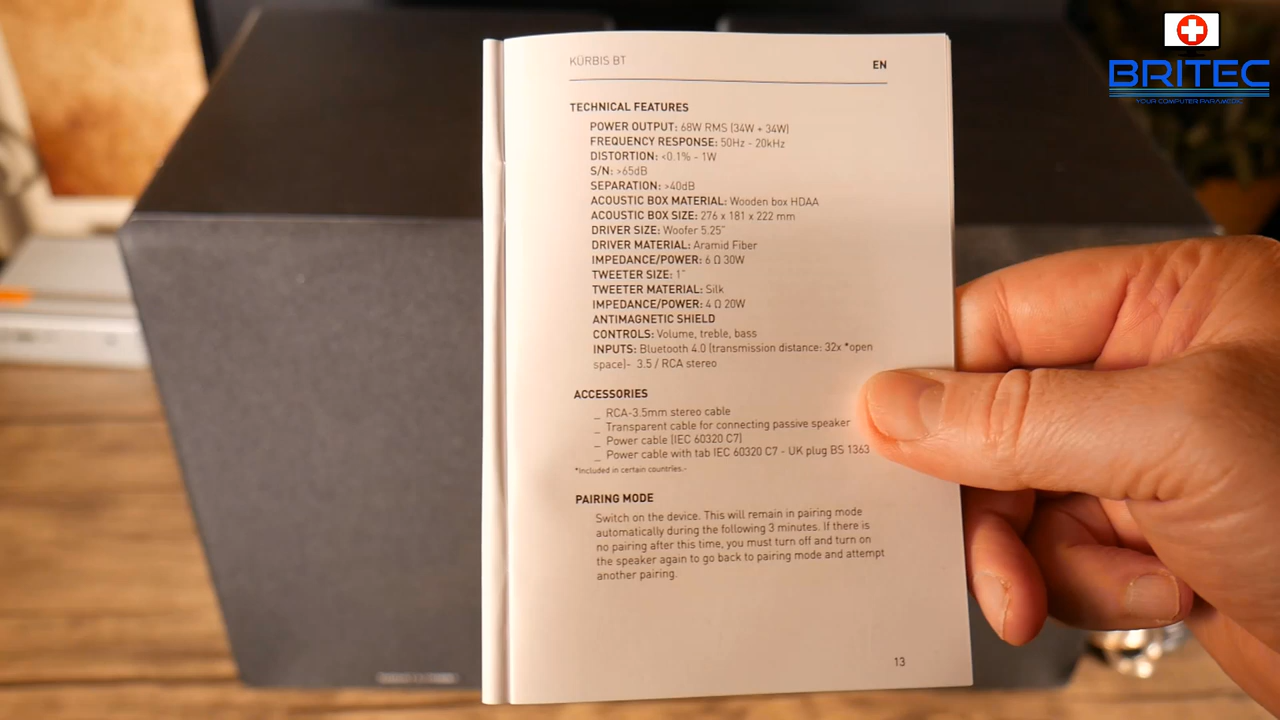 KÜRBIS BT
EN
TECHNICAL FEATURES
POWER OUTPUT: 68W RMS (34W + 34W)
FREQUENCY RESPONSE: 50Hz - 20kHz
DISTORTION: <0.1% - 1W
S/N: >65dB
SEPARATION: >40dB
ACOUSTIC BOX MATERIAL: Wooden box HDAA
ACOUSTIC BOX SIZE: 276 x 181 x 222 mm
DRIVER SIZE: Woofer 5.25"
DRIVER MATERIAL: Aramid Fiber
IMPEDANCE/POWER: 6 Ω 30W
TWEETER SIZE: 1"
TWEETER MATERIAL: Silk
IMPEDANCE/POWER: 4 Ω 20W
ANTIMAGNETIC SHIELD
CONTROLS: Volume, treble, bass
INPUTS: Bluetooth 4.0 (transmission distance: 32x *open
space)- 3.5 / RCA stereo
ACCESSORIES
_ RCA-3.5mm stereo cable
_ Transparent cable for connecting passive speaker
_ Power cable (IEC 60320 C7)
_ Power cable with tab IEC 60320 C7 - UK plug BS 1363
*Included in certain countries.-
PAIRING MODE
Switch on the device. This will remain in pairing mode
automatically during the following 3 minutes. If there is
no pairing after this time, you must turn off and turn on
the speaker again to go back to pairing mode and attempt
another pairing.
13
BRITEC
YOUR COMPUTER PARAMEDIC